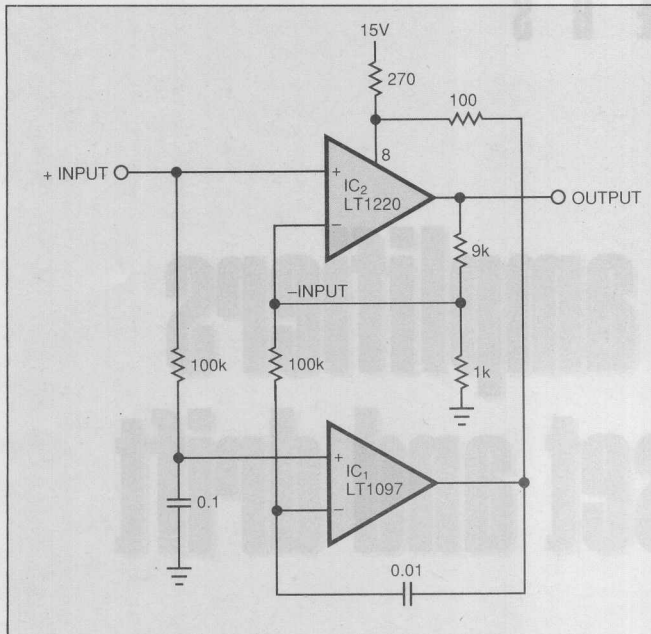 15V
270
100
8
+ INPUT
+
IC2
LT1220
–
OUTPUT
9k
–INPUT
100k
100k
1k
+
IC1
LT1097
–
0.1
0.01